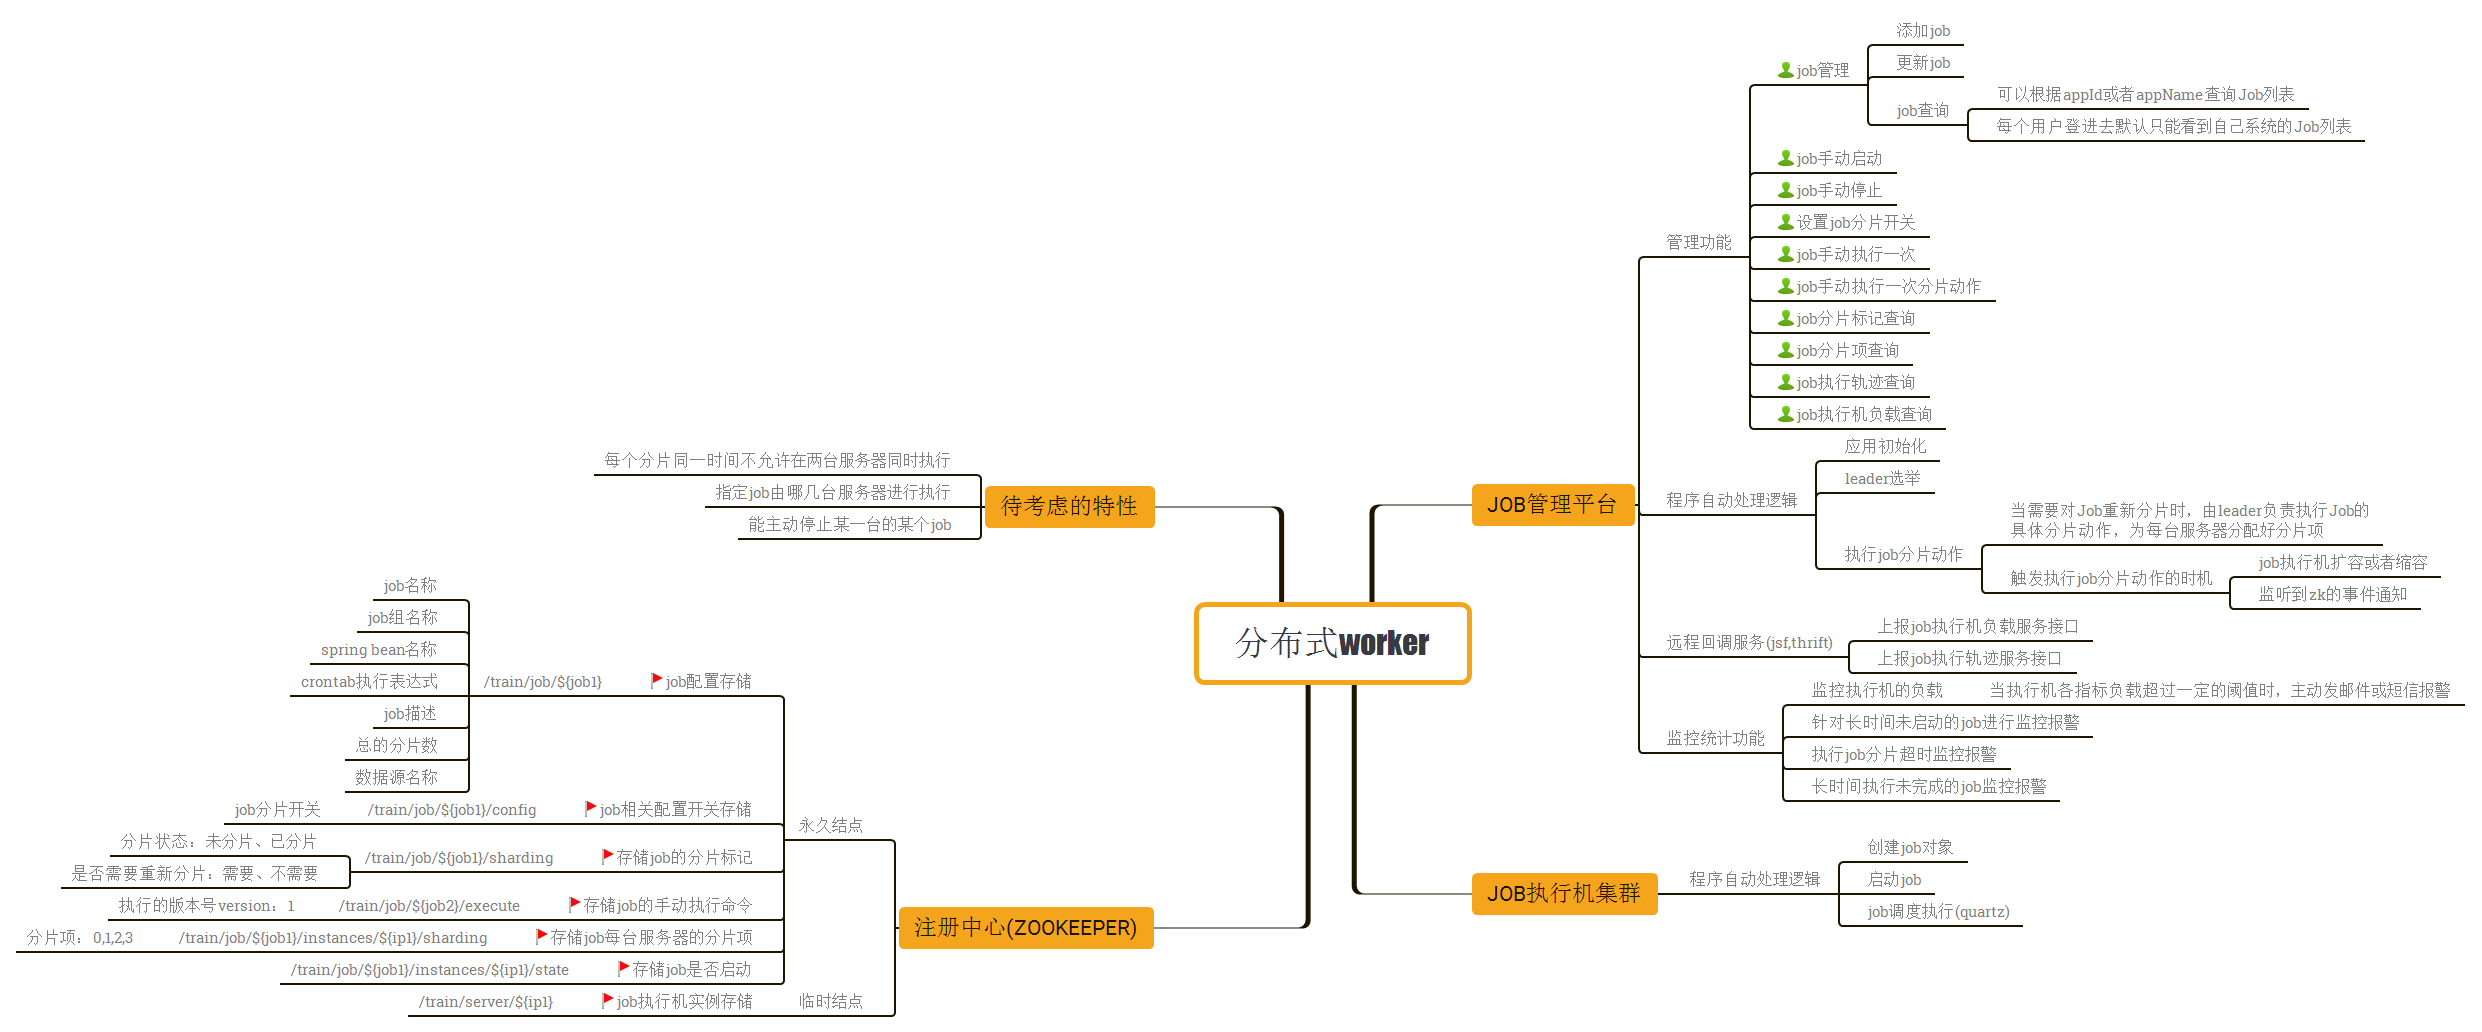 分布式worker
JOB管理平台
管理功能
job管理
添加job
更新job
job查询
可以根据appId或者appName查询Job列表
每个用户登进去默认只能看到自己系统的Job列表
job手动启动
job手动停止
设置job分片开关
job手动执行一次
job手动执行一次分片动作
job分片标记查询
job分片项查询
job执行轨迹查询
job执行机负载查询
程序自动处理逻辑
应用初始化
leader选举
执行job分片动作
当需要对Job重新分片时，由leader负责执行Job的
具体分片动作，为每台服务器分配好分片项
触发执行job分片动作的时机
job执行机扩容或者缩容
监听到zk的事件通知
远程回调服务(jsf,thrift)
上报job执行机负载服务接口
上报job执行轨迹服务接口
监控统计功能
监控执行机的负载
当执行机各指标负载超过一定的阈值时，主动发邮件或短信报警
针对长时间未启动的job进行监控报警
执行job分片超时监控报警
长时间执行未完成的job监控报警
JOB执行机集群
程序自动处理逻辑
创建job对象
启动job
job调度执行(quartz)
待考虑的特性
每个分片同一时间不允许在两台服务器同时执行
指定job由哪几台服务器进行执行
能主动停止某一台的某个job
注册中心(ZOOKEEPER)
永久结点
job配置存储
/train/job/${job1}
job名称
job组名称
spring bean名称
crontab执行表达式
job描述
总的分片数
数据源名称
job相关配置开关存储
/train/job/${job1}/config
job分片开关
存储job的分片标记
/train/job/${job1}/sharding
分片状态：未分片、已分片
是否需要重新分片：需要、不需要
存储job的手动执行命令
/train/job/${job2}/execute
执行的版本号version：1
存储job每台服务器的分片项
/train/job/${job1}/instances/${ip1}/sharding
分片项：0,1,2,3
存储job是否启动
/train/job/${job1}/instances/${ip1}/state
临时结点
job执行机实例存储
/train/server/${ip1}